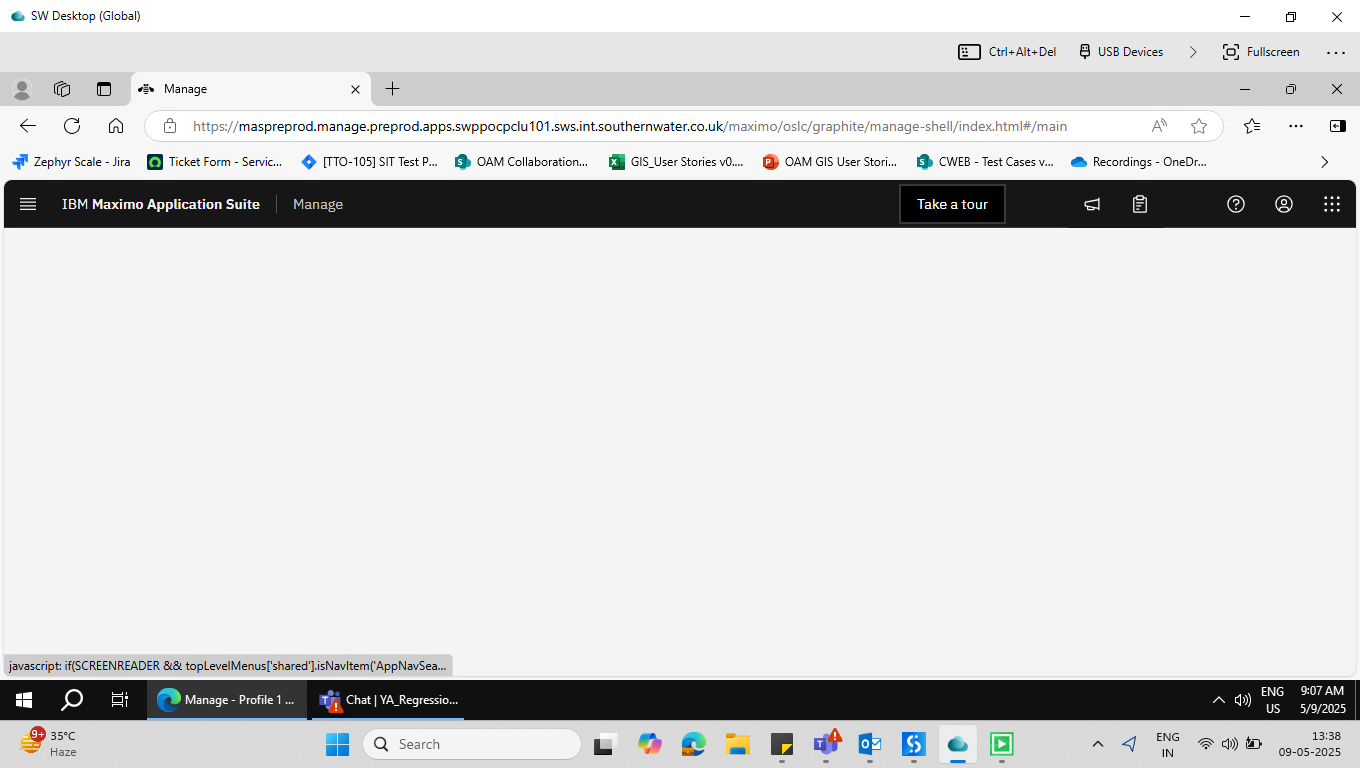 SW Desktop (Global)
Ctrl+Alt+Del
USB Devices
Fullscreen
Manage
https://maspreprod.manage.preprod.apps.swppocpclu101.sws.int.southernwater.co.uk/maximo/oslc/graphite/manage-shell/index.html#/main
Zephyr Scale - Jira
Ticket Form - Servic...
[TTO-105] SIT Test P...
OAM Collaboration...
GIS_User Stories v0....
OAM GIS User Stori...
CWEB - Test Cases v...
Recordings - OneDr...
IBM Maximo Application Suite
Manage
Take a tour
javascript: if(SCREENREADER && topLevelMenus['shared'].isNavItem('AppNavSea...
Manage - Profile 1 ...
Chat | YA_Regressio...
ENG
US
9:07 AM
5/9/2025
9+
35°C
Haze
Search
ENG
IN
13:38
09-05-2025